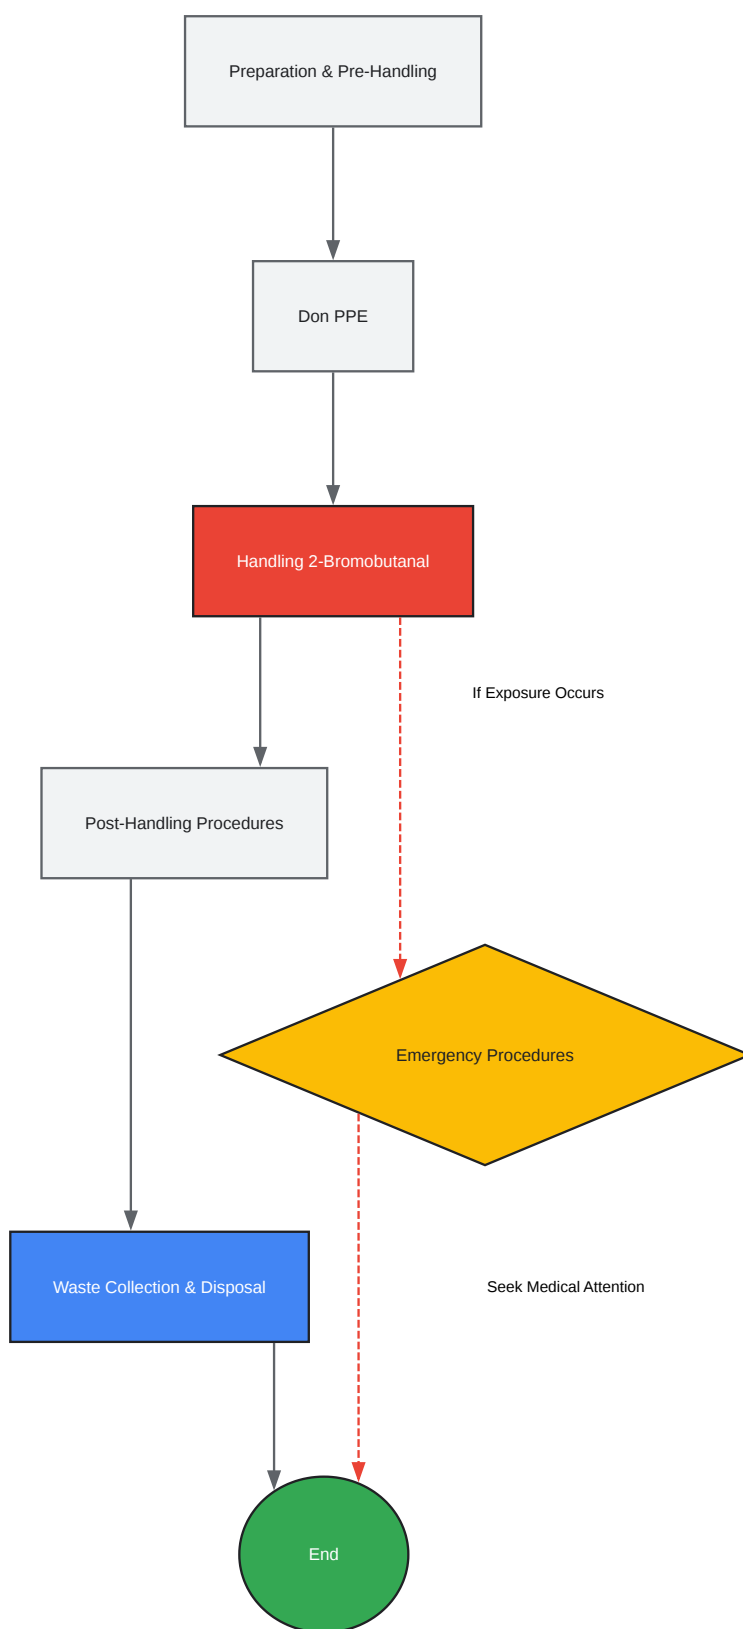 Preparation & Pre-Handling
Don PPE
Handling 2-Bromobutanal
If Exposure Occurs
Post-Handling Procedures
Emergency Procedures
Waste Collection & Disposal
Seek Medical Attention
End